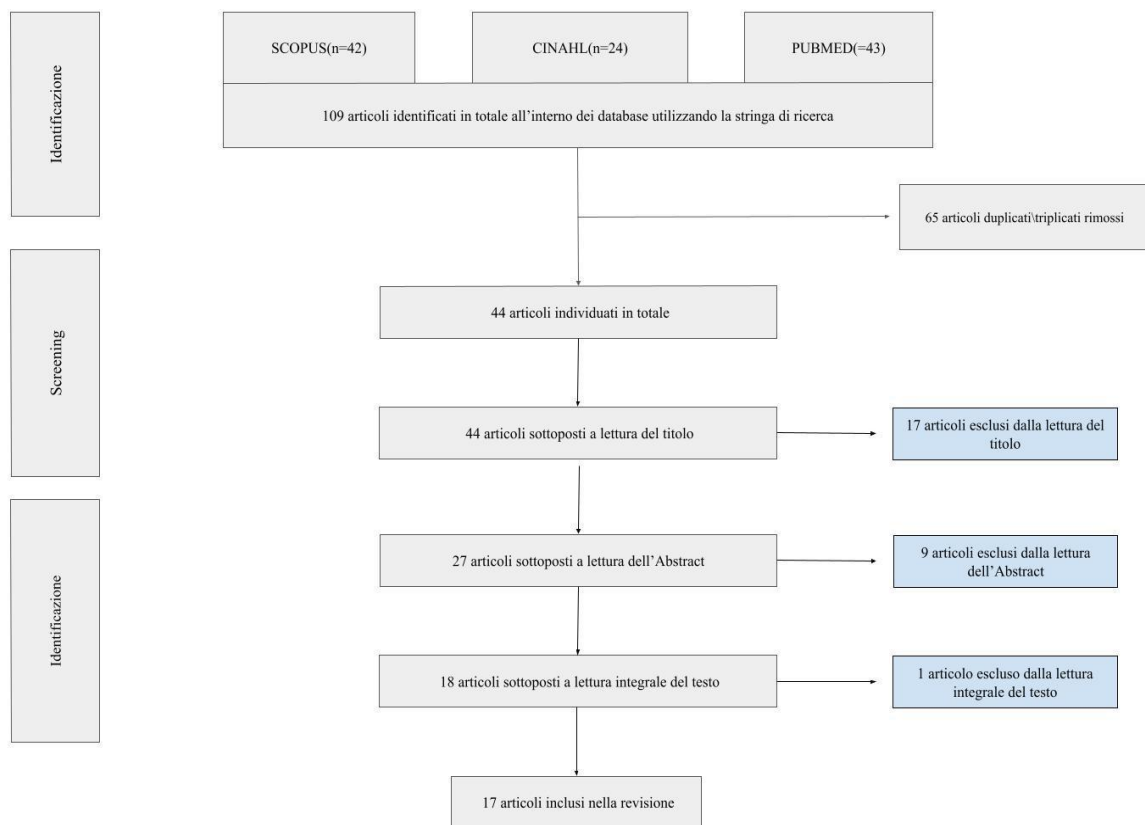 Identificazione
SCOPUS(n=42)
CINAHL(n=24)
PUBMED(=43)
109 articoli identificati in totale all’interno dei database utilizzando la stringa di ricerca
65 articoli duplicati\triplicati rimossi
Screening
44 articoli individuati in totale
44 articoli sottoposti a lettura del titolo
17 articoli esclusi dalla lettura del
titolo
Identificazione
27 articoli sottoposti a lettura dell’Abstract
9 articoli esclusi dalla lettura
dell’Abstract
18 articoli sottoposti a lettura integrale del testo
1 articolo escluso dalla lettura
integrale del testo
17 articoli inclusi nella revisione